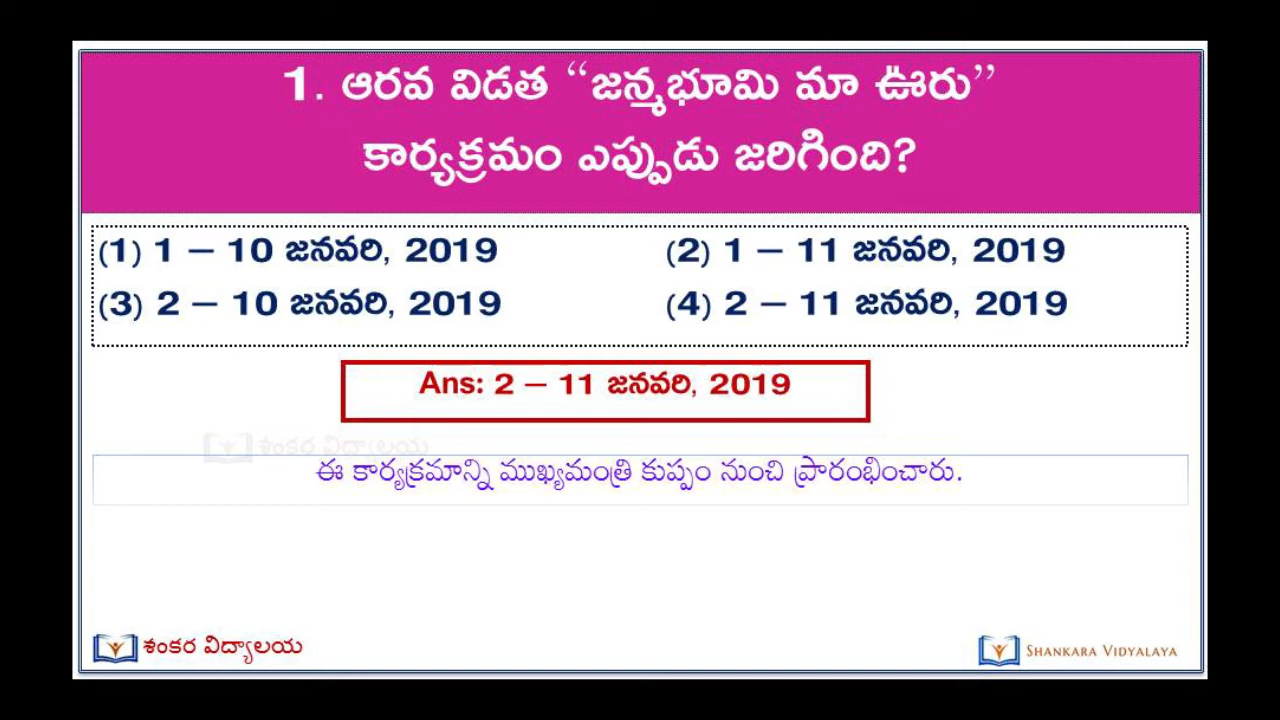 1. ఆరవ విడత “జన్మభూమి మా ఊరు”
కార్యక్రమం ఎప్పుడు జరిగింది?
(1) 1 – 10 జనవరి, 2019 (2) 1 – 11 జనవరి, 2019
(3) 2 – 10 జనవరి, 2019 (4) 2 – 11 జనవరి, 2019
Ans: 2 – 11 జనవరి, 2019
శంకర విద్యాలయ
ఈ కార్యక్రమాన్ని ముఖ్యమంత్రి కుప్పం నుంచి ప్రారంభించారు.
శంకర విద్యాలయ SHANKARA VIDYALAYA